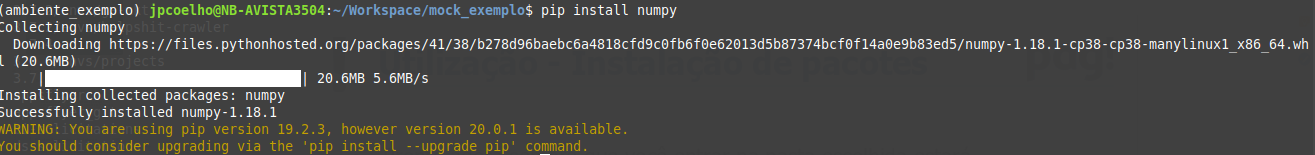 (ambiente_exemplo) jpcoelho@NB-AVISTA3504:~/Workspace/mock_exemplo$ pip install numpy
Collecting numpy
  Downloading https://files.pythonhosted.org/packages/41/38/b278d96baebc6a4818cfd9c0fb6f0e62013d5b87374bcf0f14a0e9b83ed5/numpy-1.18.1-cp38-cp38-manylinux1_x86_64.wh
l (20.6MB)
     |████████████████████████████████| 20.6MB 5.6MB/s
Installing collected packages: numpy
Successfully installed numpy-1.18.1
WARNING: You are using pip version 19.2.3, however version 20.0.1 is available.
You should consider upgrading via the 'pip install --upgrade pip' command.